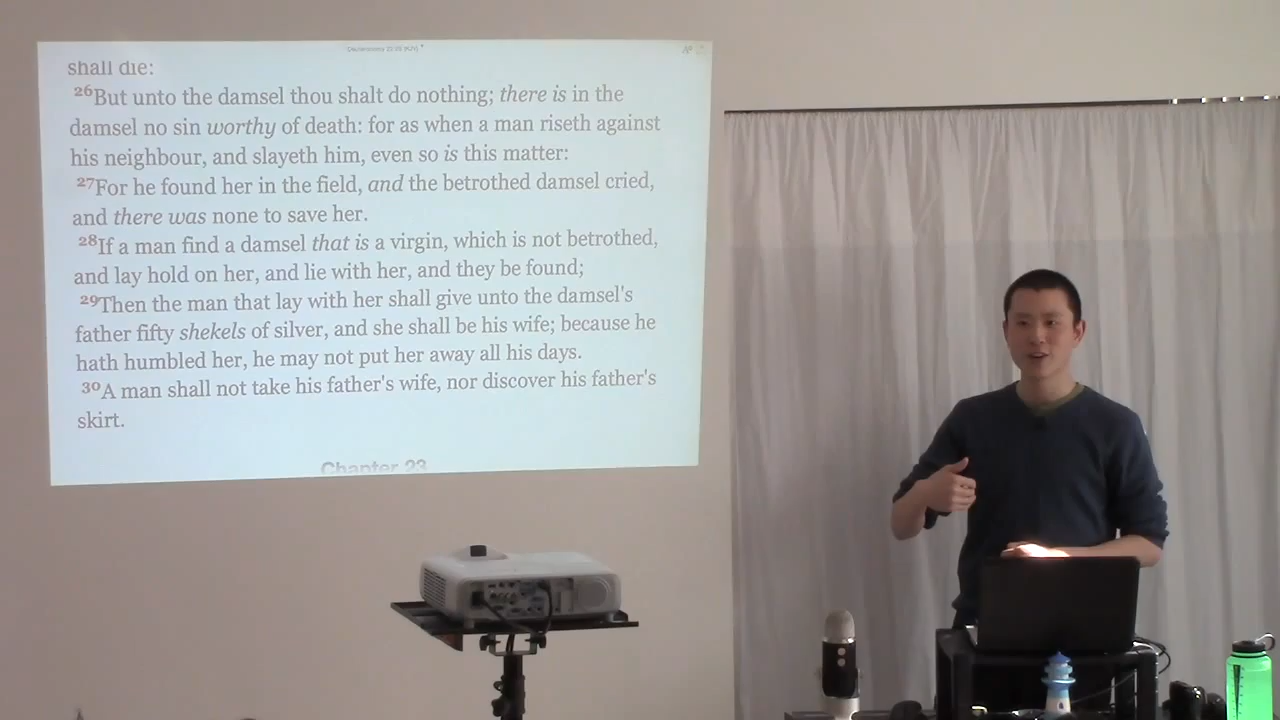 shall die:
26But unto the damsel thou shalt do nothing; there is in the
damsel no sin worthy of death: for as when a man riseth against
his neighbour, and slayeth him, even so is this matter:
27For he found her in the field, and the betrothed damsel cried,
and there was none to save her.
28If a man find a damsel that is a virgin, which is not betrothed,
and lay hold on her, and lie with her, and they be found;
29Then the man that lay with her shall give unto the damsel's
father fifty shekels of silver, and she shall be his wife; because he
hath humbled her, he may not put her away all his days.
30A man shall not take his father's wife, nor discover his father's
skirt.
Chapter 23